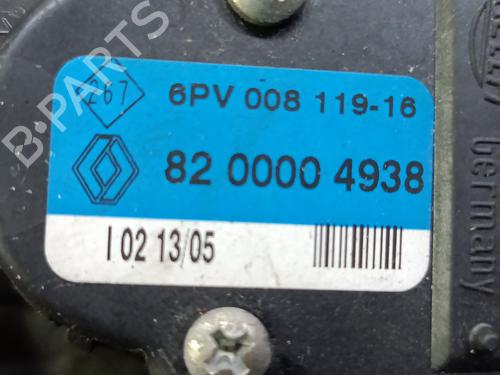 267
6PV 008 119-16
82 0000 4938
I 02 13/05
B-PARTS
Germany